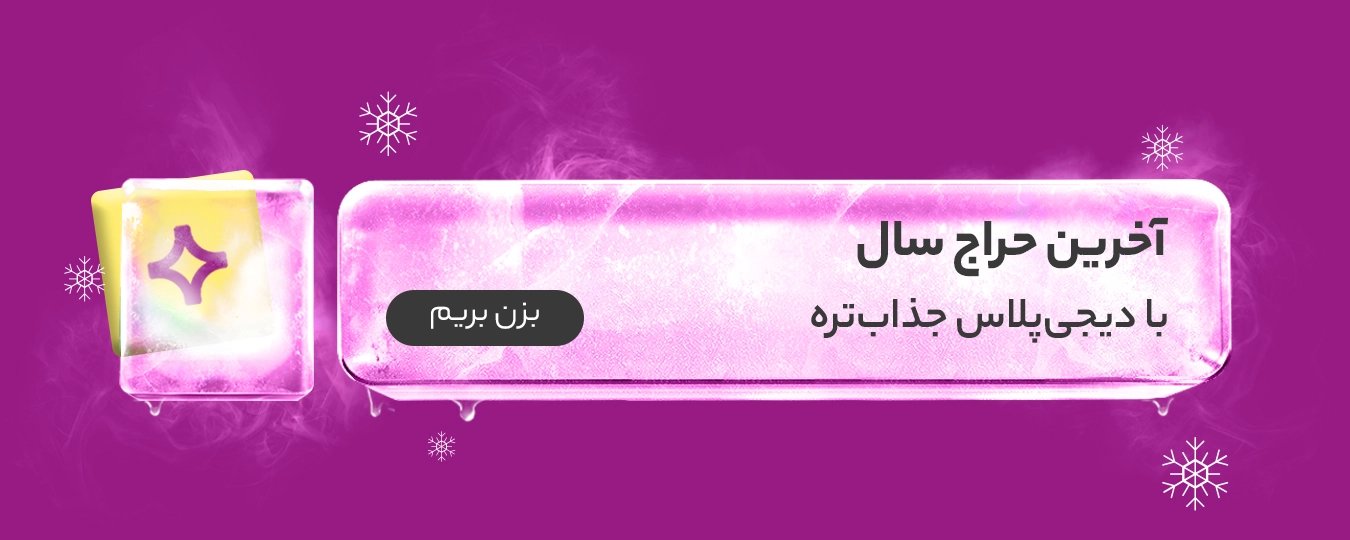 آخرین حراج سال
با دیجی‌پلاس جذاب‌تره
بزن بریم